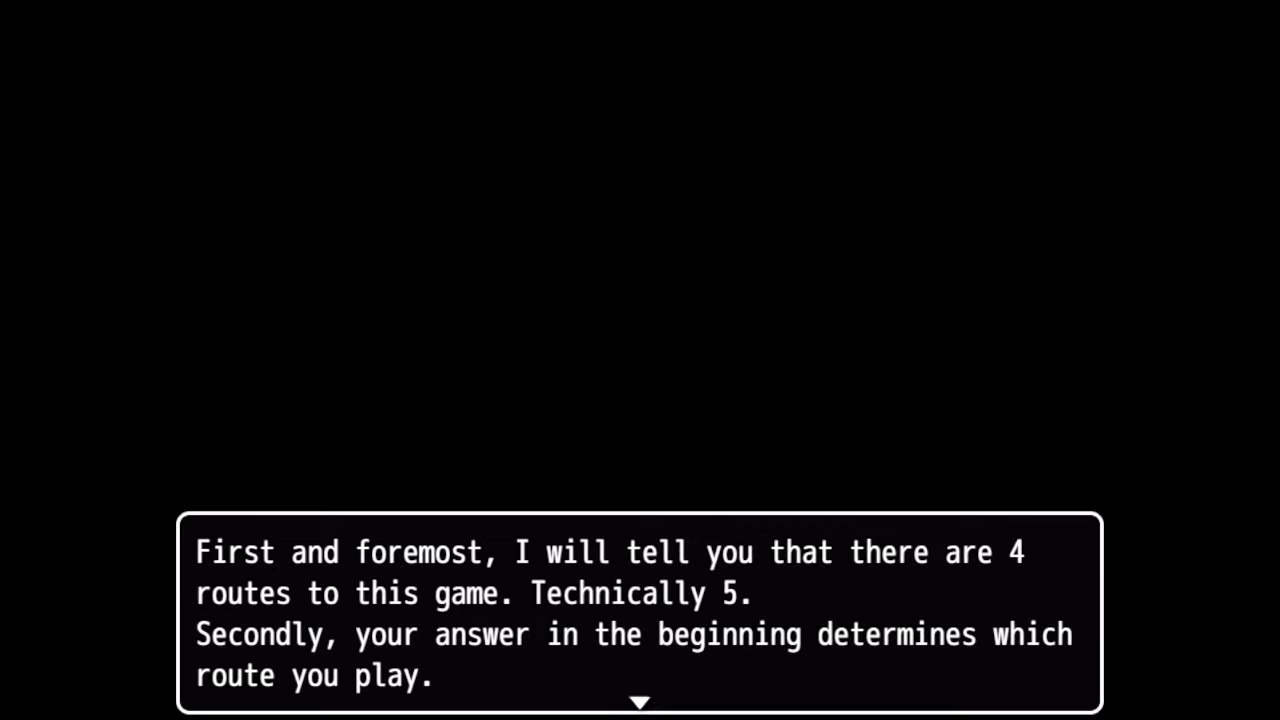 First and foremost, I will tell you that there are 4
routes to this game. Technically 5.
Secondly, your answer in the beginning determines which
route you play.